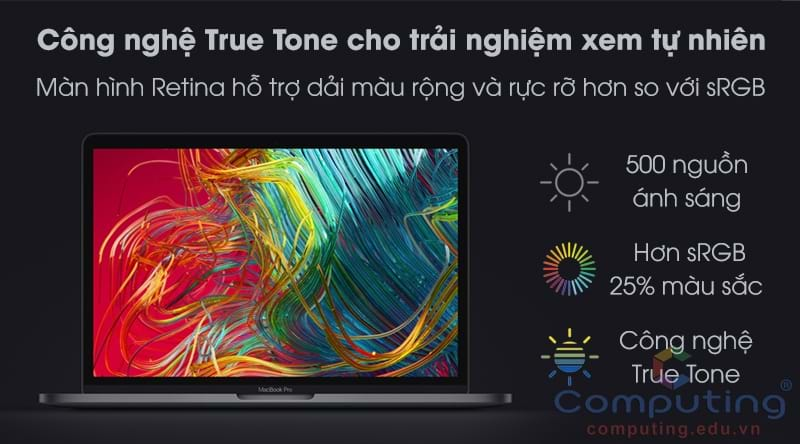 Công nghệ True Tone cho trải nghiệm xem tự nhiên
Màn hình Retina hỗ trợ dải màu rộng và rực rỡ hơn so với sRGB
500 nguồn
ánh sáng
Hơn sRGB
25% màu sắc
Công nghệ
True Tone
MacBook Pro
Computing®
computing.edu.vn